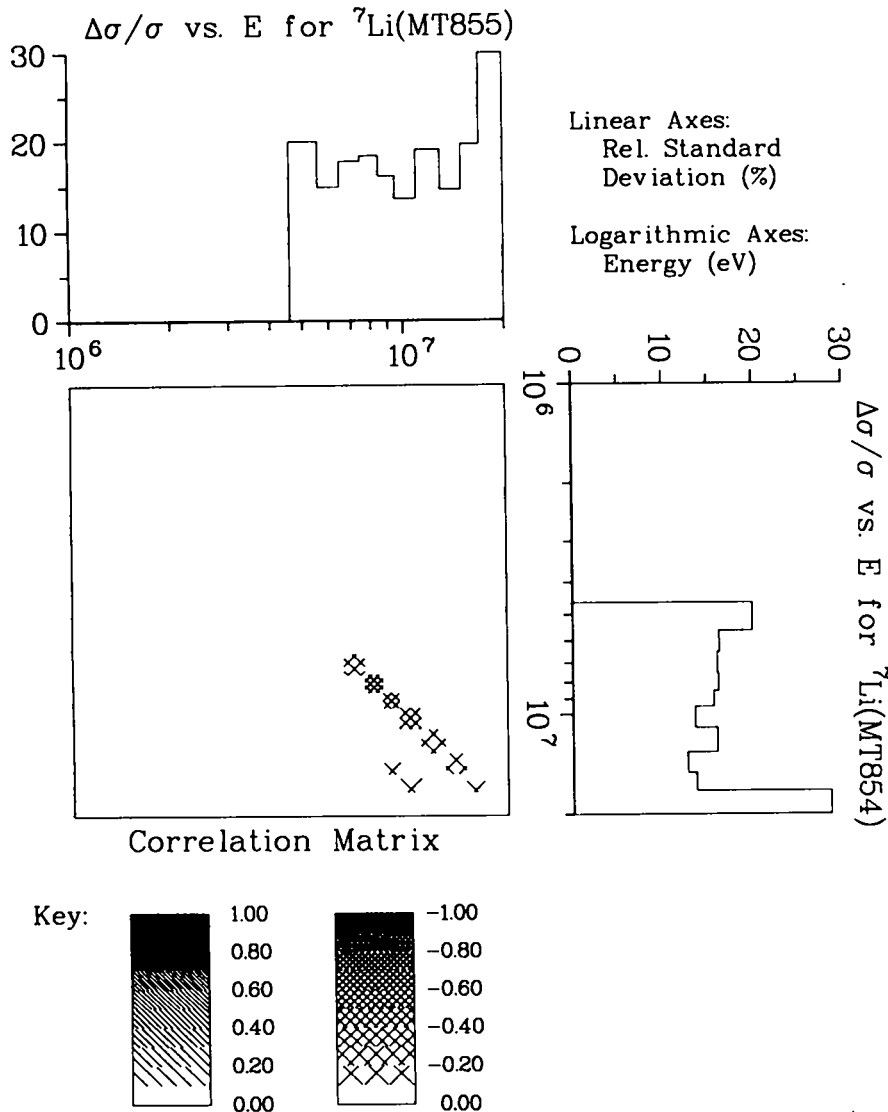 Δσ/σ vs. E for ⁷Li(MT855)
30
20
10
0
10⁶
10⁷
Linear Axes:
Rel. Standard
Deviation (%)
Logarithmic Axes:
Energy (eV)
0
10
20
30
10⁶
10⁷
Δσ/σ vs. E for ⁷Li(MT854)
Correlation Matrix
Key:
1.00
0.80
0.60
0.40
0.20
0.00
-1.00
-0.80
-0.60
-0.40
-0.20
0.00